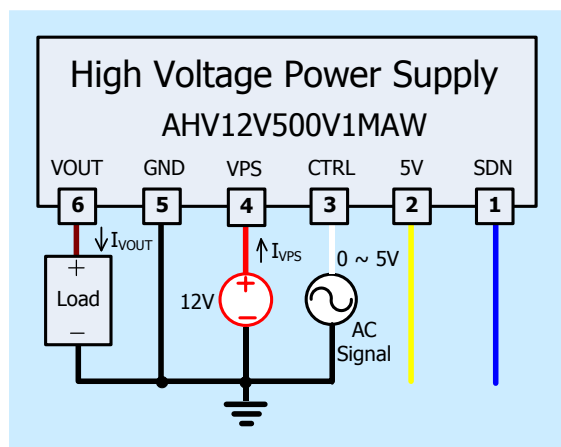 High Voltage Power Supply
AHV12V500V1MAW
VOUT GND VPS CTRL 5V SDN
6 5 4 3 2 1
IVOUT IVPS 0 ~ 5V
+ +
Load 12V
− −
AC
Signal